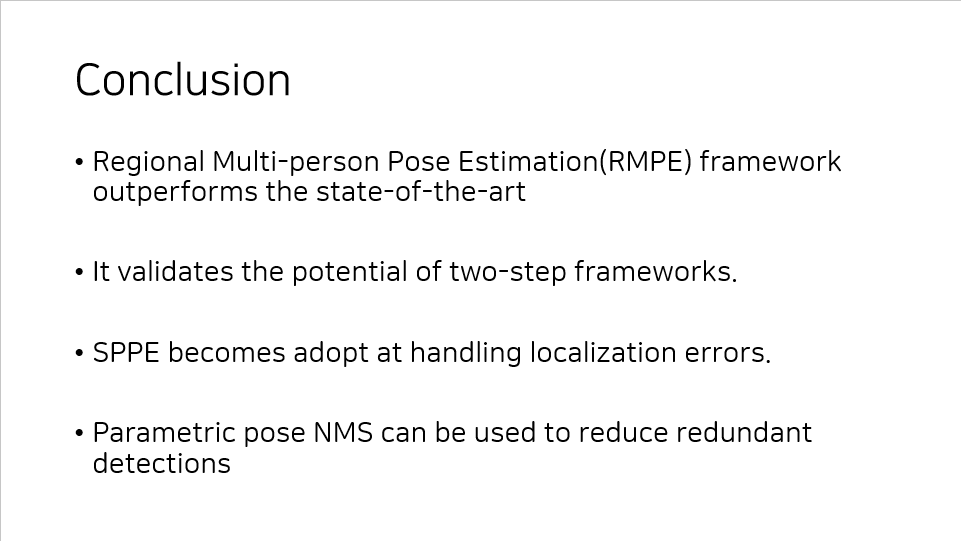 Conclusion
• Regional Multi-person Pose Estimation(RMPE) framework
outperforms the state-of-the-art
• It validates the potential of two-step frameworks.
• SPPE becomes adopt at handling localization errors.
• Parametric pose NMS can be used to reduce redundant
detections